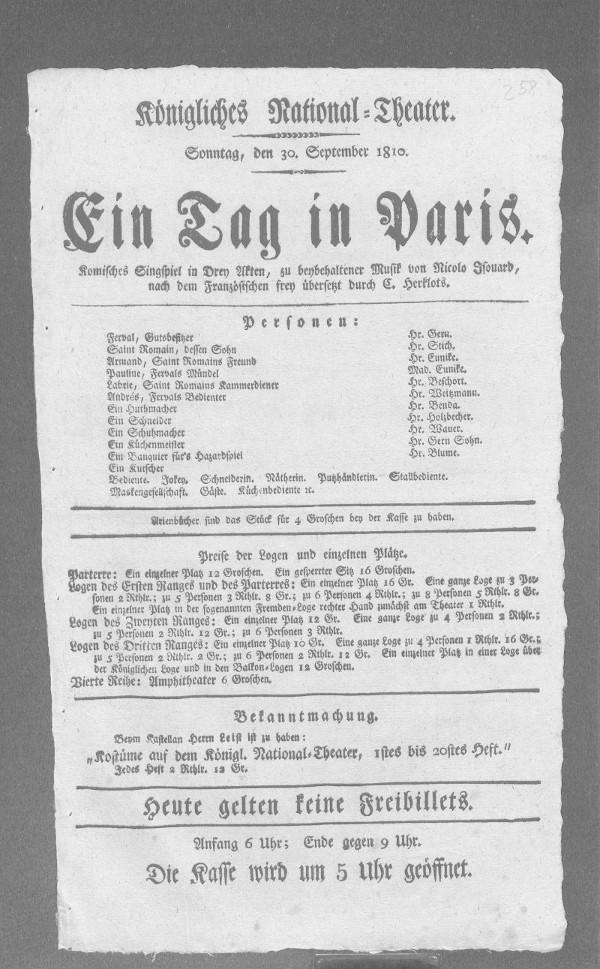 258
Königliches National-Theater.
Sonntag, den 30. September 1810.
Ein Tag in Paris.
Komisches Singspiel in Drey Akten, zu beybehaltener Musik von Nicolo Isouard,
nach dem Französischen frey übersetzt durch C. Herklots.
Personen:
Ferval, Gutsbesitzer Hr. Gern.
Saint Romain, dessen Sohn Hr. Stich.
Armand, Saint Romains Freund Hr. Eunike.
Pauline, Fervals Mündel Mad. Eunike.
Labrie, Saint Romains Kammerdiener Hr. Beschort.
Andrés, Fervals Bedienter Hr. Weitzmann.
Ein Huthmacher Hr. Benda.
Ein Schneider Hr. Holzbecher.
Ein Schuhmacher Hr. Wauer.
Ein Küchenmeister Hr. Gern Sohn.
Ein Banquier für's Hazardspiel Hr. Blume.
Ein Kutscher
Bediente. Jokey. Schneiderin. Nätherin. Putzhändlerin. Stallbediente.
Maskengesellschaft. Gäste. Küchenbediente ꝛc.
Arienbücher sind das Stück für 4 Groschen bey der Kasse zu haben.
Preise der Logen und einzelnen Plätze.
Parterre: Ein einzelner Platz 12 Groschen. Ein gesperrter Sitz 16 Groschen.
Logen des Ersten Ranges und des Parterres: Ein einzelner Platz 16 Gr. Eine ganze Loge zu 3 Per-
sonen 2 Rthlr.; zu 5 Personen 3 Rthlr. 8 Gr.; zu 6 Personen 4 Rthlr.; zu 8 Personen 5 Rthlr. 8 Gr.
Ein einzelner Platz in der sogenannten Fremden-Loge rechter Hand zunächst am Theater 1 Rthlr.
Logen des Zweyten Ranges: Ein einzelner Platz 12 Gr. Eine ganze Loge zu 4 Personen 2 Rthlr.;
zu 5 Personen 2 Rthlr. 12 Gr.; zu 6 Personen 3 Rthlr.
Logen des Dritten Ranges: Ein einzelner Platz 10 Gr. Eine ganze Loge zu 4 Personen 1 Rthlr. 16 Gr.;
zu 5 Personen 2 Rthlr. 2 Gr.; zu 6 Personen 2 Rthlr. 12 Gr. Ein einzelner Platz in einer Loge über
der Königlichen Loge und in den Balkon-Logen 12 Groschen.
Vierte Reihe: Amphitheater 6 Groschen.
Bekanntmachung.
Beym Kastellan Herrn Leist ist zu haben:
„Kostüme auf dem Königl. National-Theater, 1stes bis 20stes Heft."
Jedes Heft 2 Rthlr. 12 Gr.
Heute gelten keine Freibillets.
Anfang 6 Uhr; Ende gegen 9 Uhr.
Die Kasse wird um 5 Uhr geöffnet.